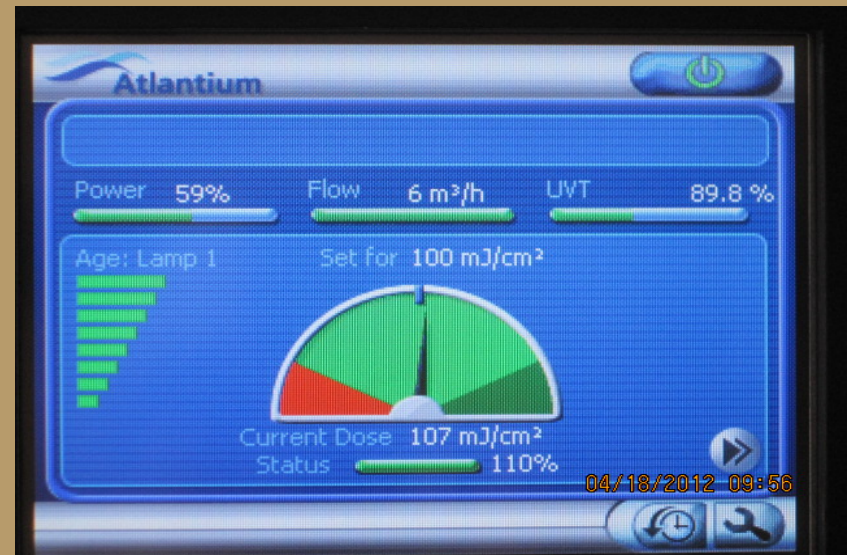 Atlantium
Power 59% Flow 6 m³/h UVT 89.8 %
Age: Lamp 1 Set for 100 mJ/cm²
Current Dose 107 mJ/cm²
Status 110%
04/18/2012 09:56